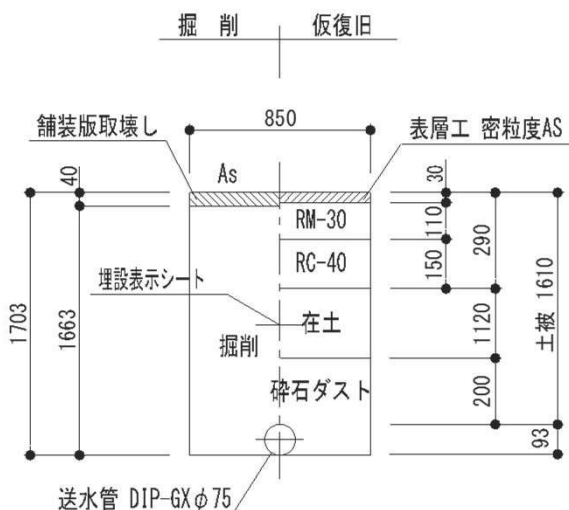 掘 削 仮復旧
850
舗装版取壊し
表層工 密粒度AS
As
40
30
RM-30
110
290
RC-40
150
埋設表示シート
在土
掘削
1703
1663
1120
土被 1610
砕石ダスト
200
93
送水管 DIP-GXφ75